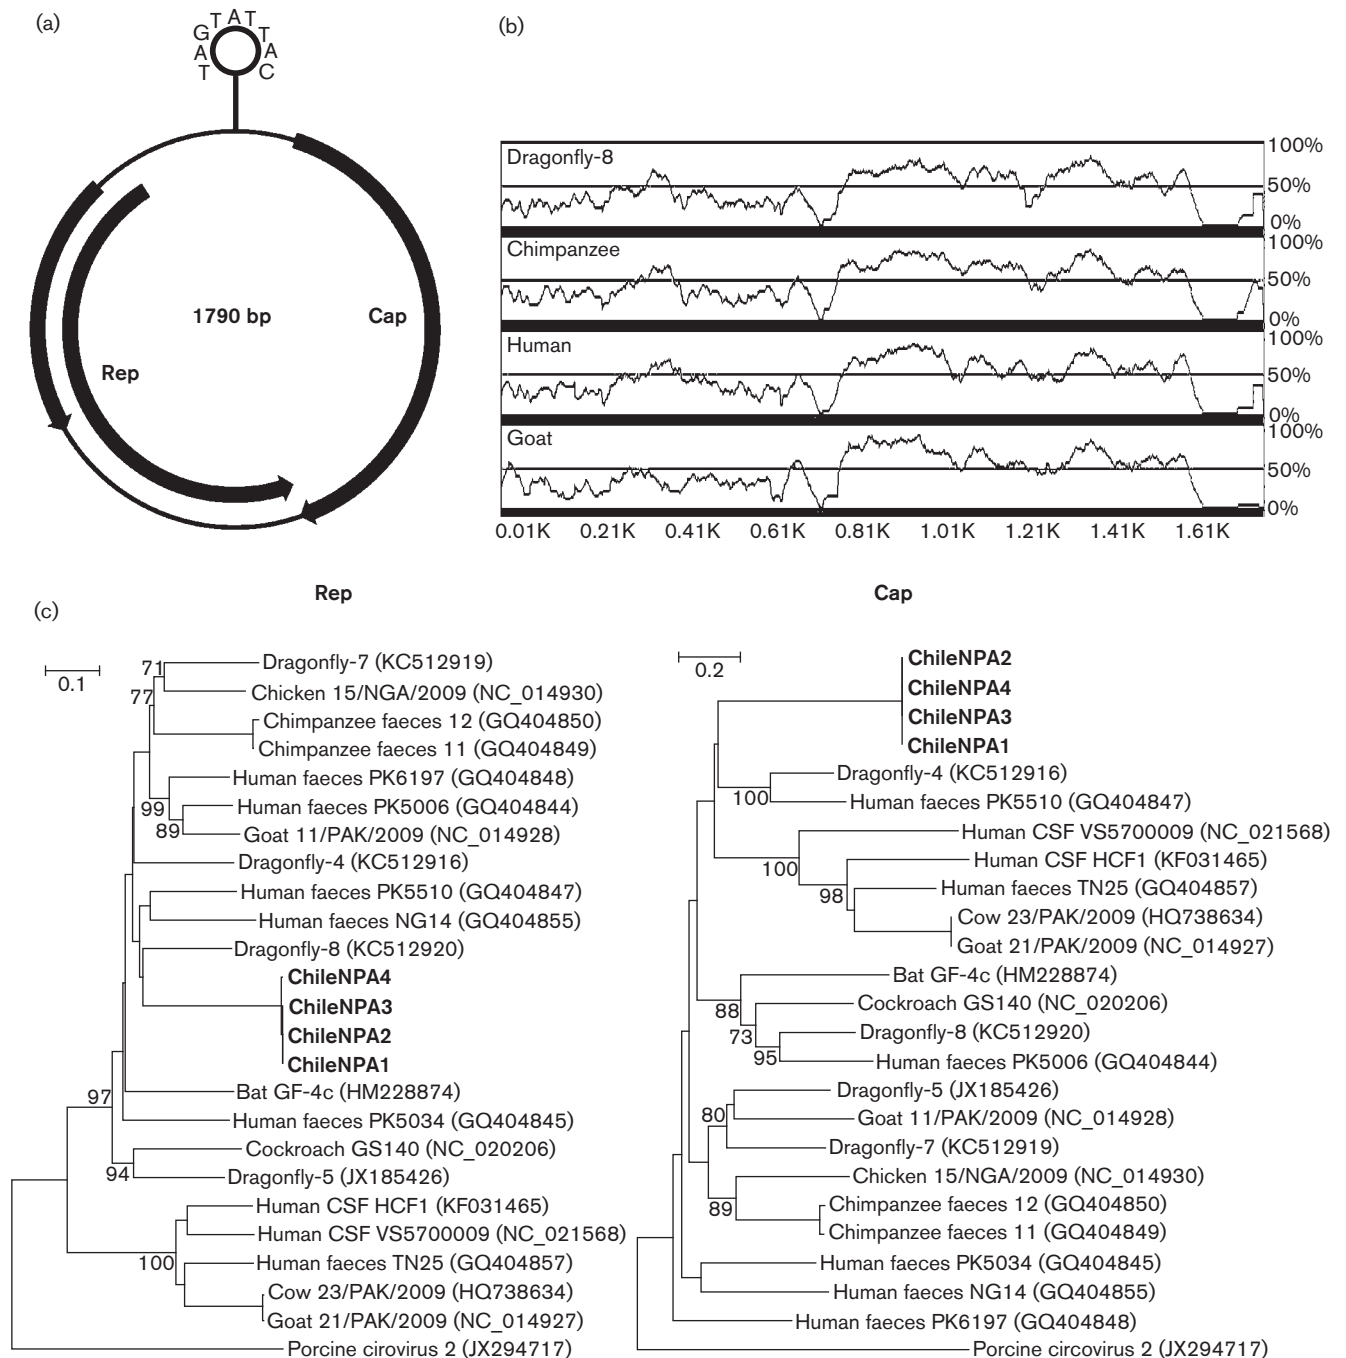 (a)
T A G T A T T A C
1790 bp
Cap
Rep
(b)
Dragonfly-8
100%
50%
0%
Chimpanzee
100%
50%
0%
Human
100%
50%
0%
Goat
100%
50%
0%
0.01K 0.21K 0.41K 0.61K 0.81K 1.01K 1.21K 1.41K 1.61K
(c)
Rep
0.1
71
77
99
89
97
94
100
Dragonfly-7 (KC512919)
Chicken 15/NGA/2009 (NC_014930)
Chimpanzee faeces 12 (GQ404850)
Chimpanzee faeces 11 (GQ404849)
Human faeces PK6197 (GQ404848)
Human faeces PK5006 (GQ404844)
Goat 11/PAK/2009 (NC_014928)
Dragonfly-4 (KC512916)
Human faeces PK5510 (GQ404847)
Human faeces NG14 (GQ404855)
Dragonfly-8 (KC512920)
ChileNPA4
ChileNPA3
ChileNPA2
ChileNPA1
Bat GF-4c (HM228874)
Human faeces PK5034 (GQ404845)
Cockroach GS140 (NC_020206)
Dragonfly-5 (JX185426)
Human CSF HCF1 (KF031465)
Human CSF VS5700009 (NC_021568)
Human faeces TN25 (GQ404857)
Cow 23/PAK/2009 (HQ738634)
Goat 21/PAK/2009 (NC_014927)
Porcine cirovirus 2 (JX294717)
Cap
0.2
100
100
98
88
73
95
80
89
ChileNPA2
ChileNPA4
ChileNPA3
ChileNPA1
Dragonfly-4 (KC512916)
Human faeces PK5510 (GQ404847)
Human CSF VS5700009 (NC_021568)
Human CSF HCF1 (KF031465)
Human faeces TN25 (GQ404857)
Cow 23/PAK/2009 (HQ738634)
Goat 21/PAK/2009 (NC_014927)
Bat GF-4c (HM228874)
Cockroach GS140 (NC_020206)
Dragonfly-8 (KC512920)
Human faeces PK5006 (GQ404844)
Dragonfly-5 (JX185426)
Goat 11/PAK/2009 (NC_014928)
Dragonfly-7 (KC512919)
Chicken 15/NGA/2009 (NC_014930)
Chimpanzee faeces 12 (GQ404850)
Chimpanzee faeces 11 (GQ404849)
Human faeces PK5034 (GQ404845)
Human faeces NG14 (GQ404855)
Human faeces PK6197 (GQ404848)
Porcine circovirus 2 (JX294717)